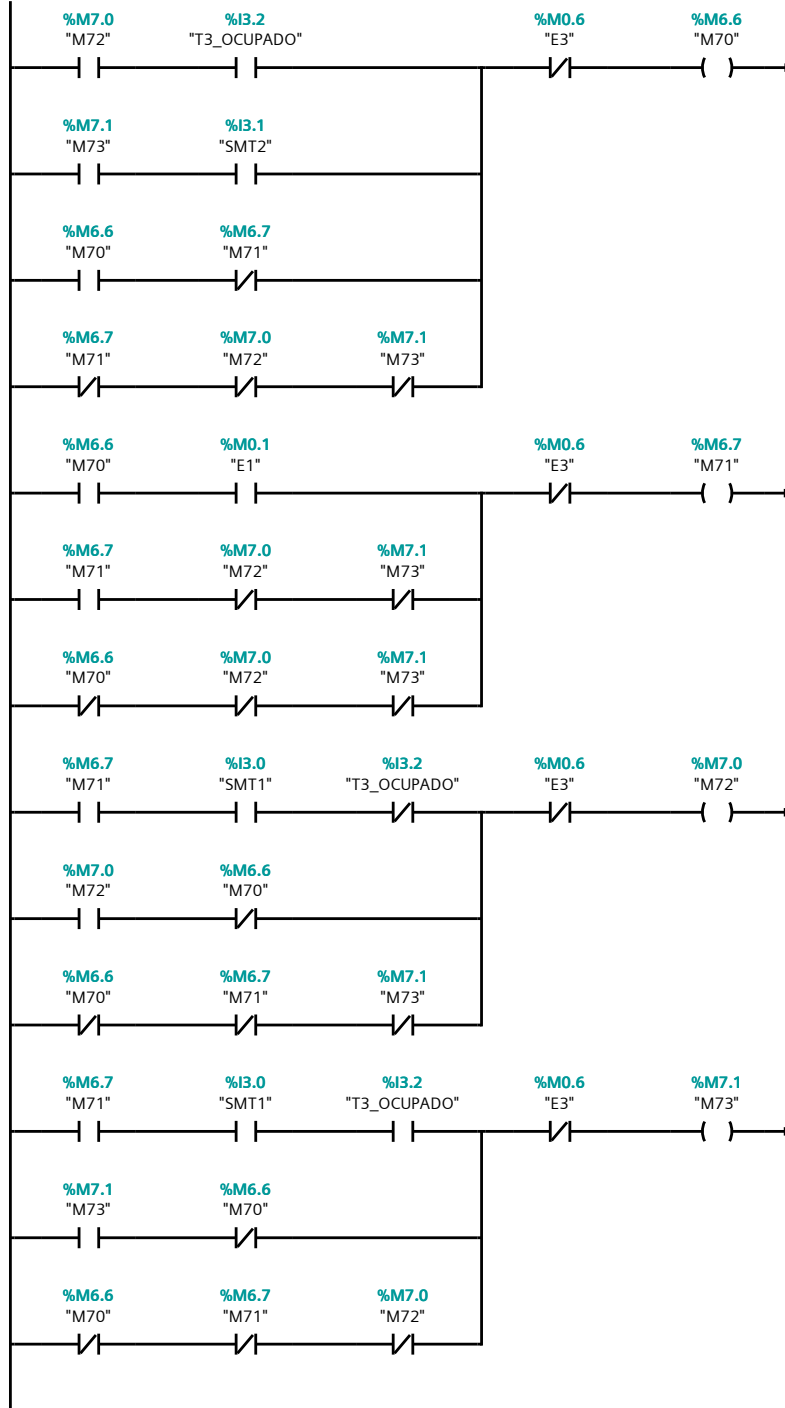 %M7.0 %I3.2 %M0.6 %M6.6
"M72" "T3_OCUPADO" "E3" "M70"
%M7.1 %I3.1
"M73" "SMT2"
%M6.6 %M6.7
"M70" "M71"
%M6.7 %M7.0 %M7.1
"M71" "M72" "M73"
%M6.6 %M0.1 %M0.6 %M6.7
"M70" "E1" "E3" "M71"
%M6.7 %M7.0 %M7.1
"M71" "M72" "M73"
%M6.6 %M7.0 %M7.1
"M70" "M72" "M73"
%M6.7 %I3.0 %I3.2 %M0.6 %M7.0
"M71" "SMT1" "T3_OCUPADO" "E3" "M72"
%M7.0 %M6.6
"M72" "M70"
%M6.6 %M6.7 %M7.1
"M70" "M71" "M73"
%M6.7 %I3.0 %I3.2 %M0.6 %M7.1
"M71" "SMT1" "T3_OCUPADO" "E3" "M73"
%M7.1 %M6.6
"M73" "M70"
%M6.6 %M6.7 %M7.0
"M70" "M71" "M72"